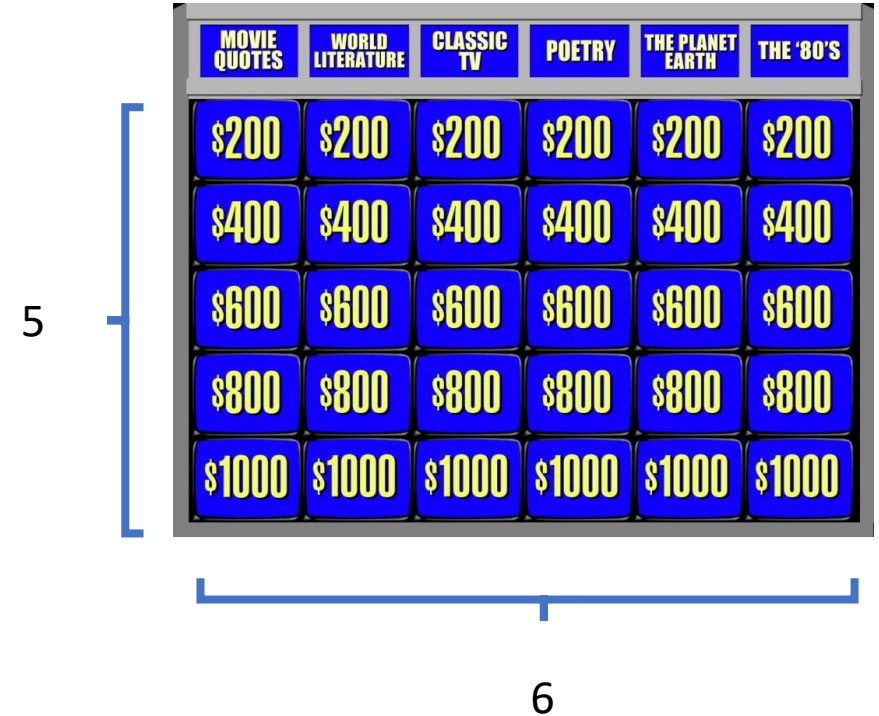 MOVIE
QUOTES
WORLD
LITERATURE
CLASSIC
TV
POETRY
THE PLANET
EARTH
THE '80'S
$200 $200 $200 $200 $200 $200
$400 $400 $400 $400 $400 $400
5
$600 $600 $600 $600 $600 $600
$800 $800 $800 $800 $800 $800
$1000 $1000 $1000 $1000 $1000 $1000
6